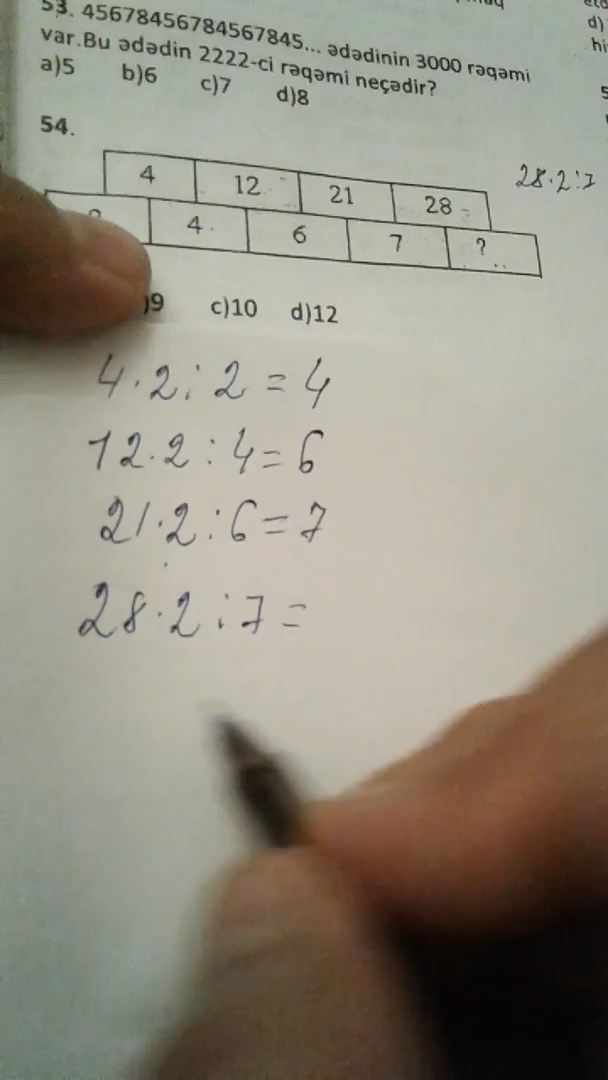 53. 45678456784567845... ədədinin 3000 rəqəmi
var.Bu ədədin 2222-ci rəqəmi neçədir?
a)5 b)6 c)7 d)8
d)
hi
54.
28·2:7
4 12 21 28
4 6 7 ?
)9 c)10 d)12
4·2:2=4
12·2:4=6
21·2:6=7
28·2:7=